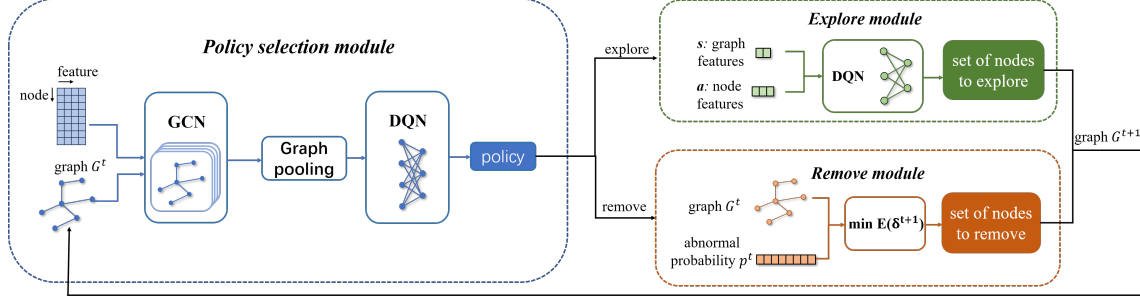 Policy selection module
feature
node
graph G^t
GCN
Graph
pooling
DQN
policy
explore
remove
Explore module
s: graph
features
a: node
features
DQN
set of nodes
to explore
Remove module
graph G^t
abnormal
probability p^t
min E(δ^{t+1})
set of nodes
to remove
graph G^{t+1}